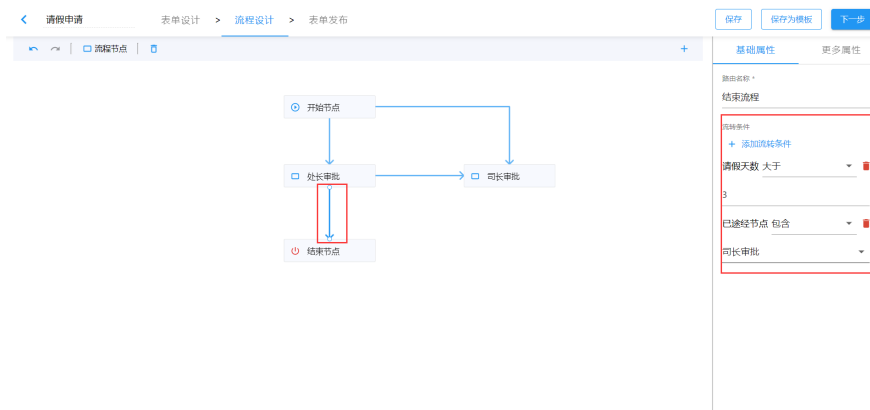 请假申请
表单设计 > 流程设计 > 表单发布
保存 保存为模板 下一步
流程节点
基础属性 更多属性
路由名称 *
结束流程
流转条件
+ 添加流转条件
请假天数 大于
3
已途经节点 包含
司长审批
开始节点
处长审批 司长审批
结束节点